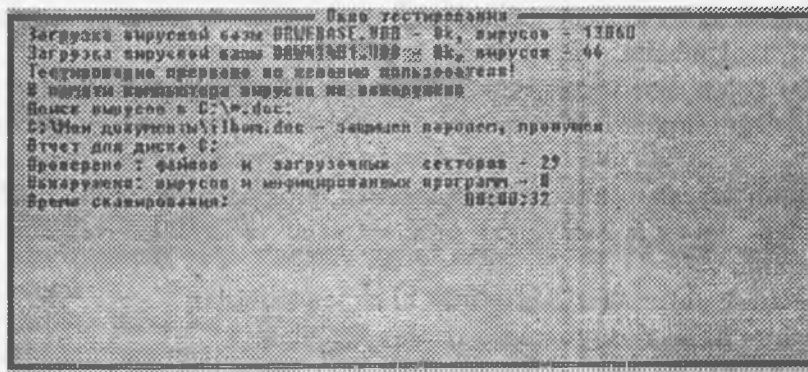 Окно тестирования
Загрузка вирусной базы DRWEBASE.VDB - Ok, вирусов - 13860
Загрузка вирусной базы - Ok, вирусов - 44
Тестирование прервано по желанию пользователя!
В памяти компьютера вирусов не обнаружено
Поиск вирусов в C:\*.doc:
C:\Мои документы\.doc - защищен паролем, пропущен
Отчет для диска C:
Проверено : файлов и загрузочных секторов - 29
Обнаружено: вирусов и инфицированных программ - 0
Время сканирования: 00:00:32